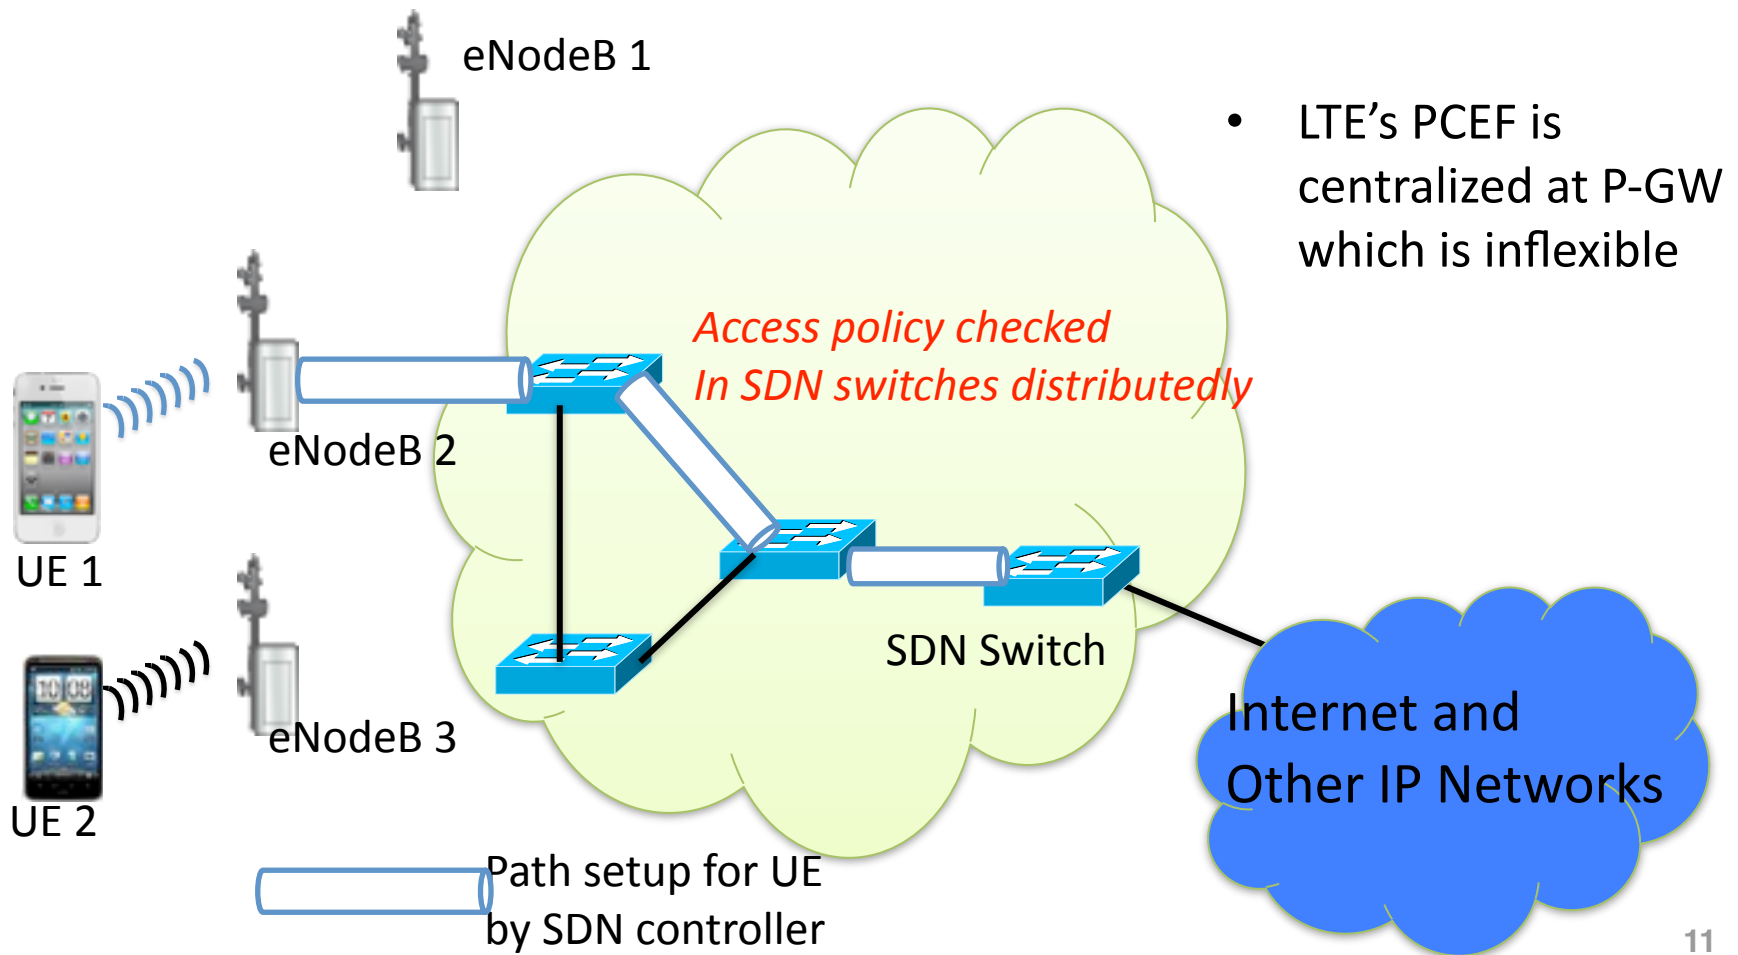 eNodeB 1
• LTE’s PCEF is
centralized at P-GW
which is inflexible
Access policy checked
In SDN switches distributedly
eNodeB 2
UE 1
10 08
SDN Switch
eNodeB 3
UE 2
Internet and
Other IP Networks
Path setup for UE
by SDN controller
11